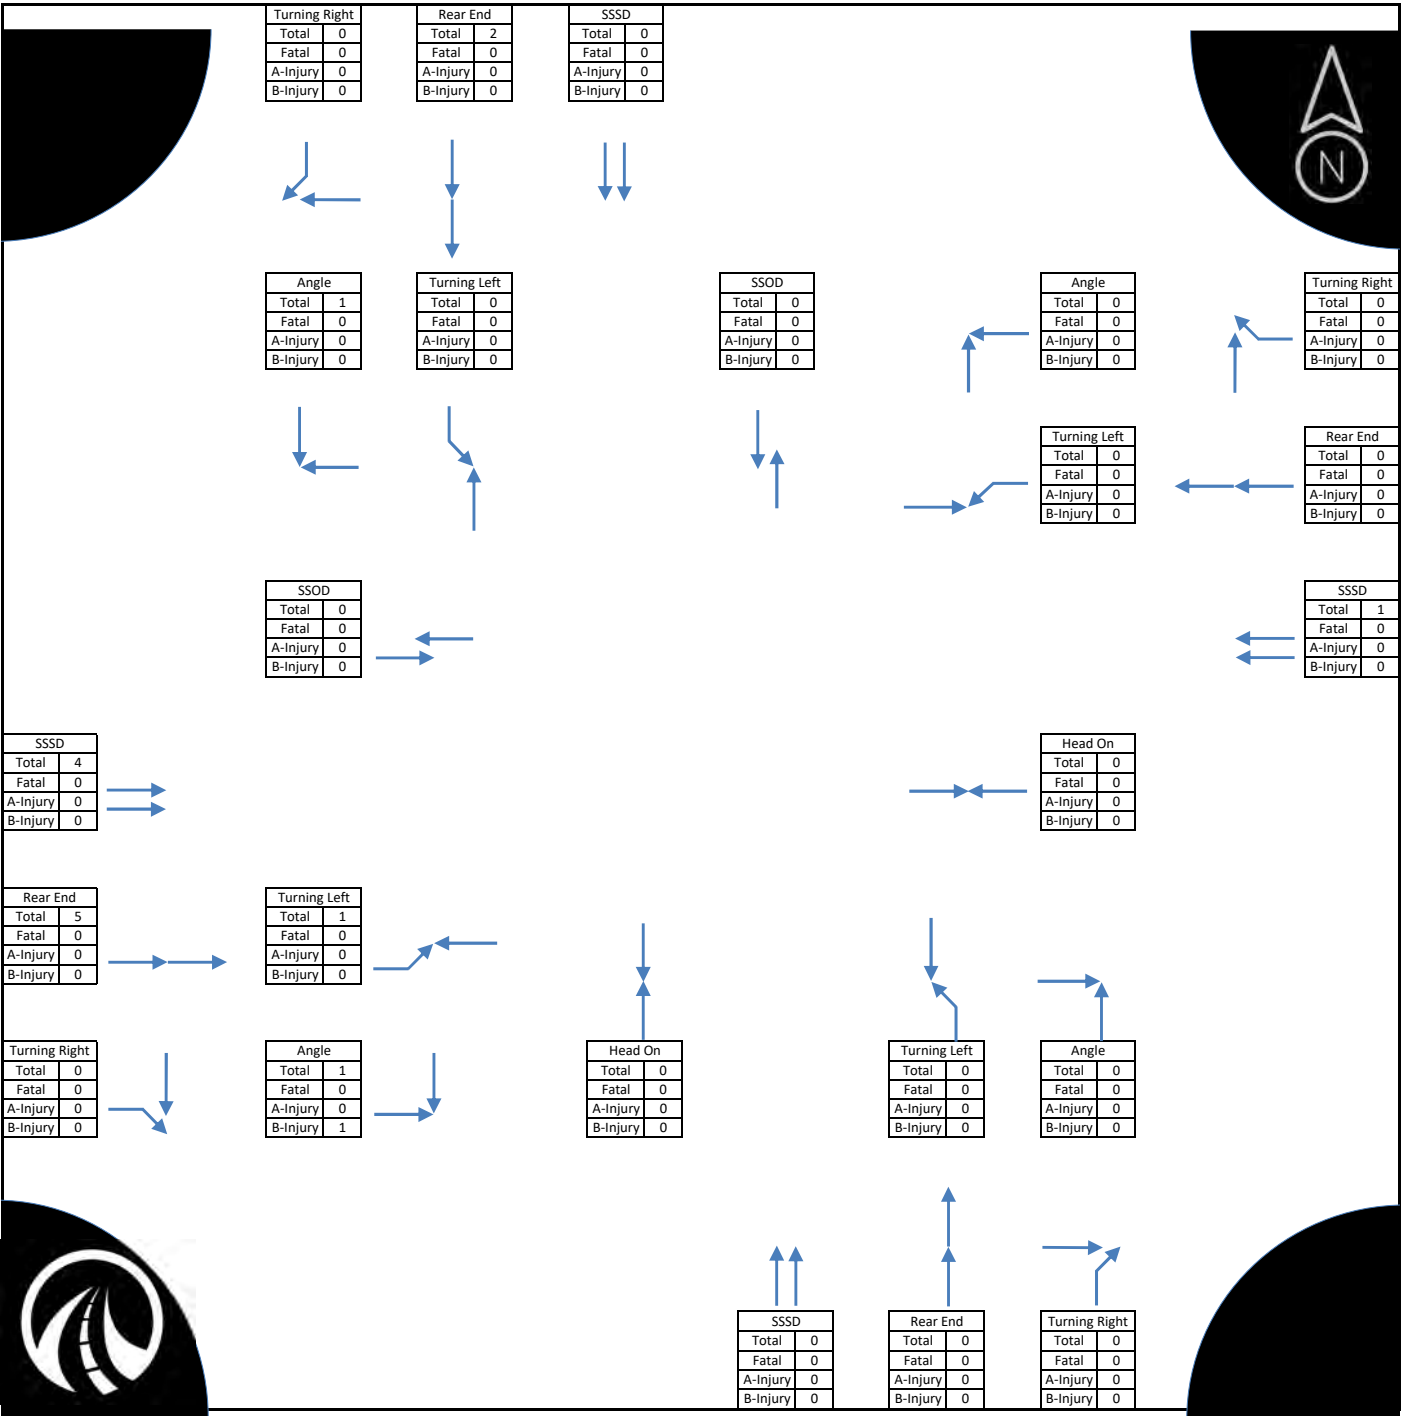 Turning Right
Total 0
Fatal 0
A-Injury 0
B-Injury 0
Rear End
Total 2
Fatal 0
A-Injury 0
B-Injury 0
SSSD
Total 0
Fatal 0
A-Injury 0
B-Injury 0
N
Angle
Total 1
Fatal 0
A-Injury 0
B-Injury 0
Turning Left
Total 0
Fatal 0
A-Injury 0
B-Injury 0
SSOD
Total 0
Fatal 0
A-Injury 0
B-Injury 0
Angle
Total 0
Fatal 0
A-Injury 0
B-Injury 0
Turning Right
Total 0
Fatal 0
A-Injury 0
B-Injury 0
Turning Left
Total 0
Fatal 0
A-Injury 0
B-Injury 0
Rear End
Total 0
Fatal 0
A-Injury 0
B-Injury 0
SSOD
Total 0
Fatal 0
A-Injury 0
B-Injury 0
SSSD
Total 1
Fatal 0
A-Injury 0
B-Injury 0
SSSD
Total 4
Fatal 0
A-Injury 0
B-Injury 0
Head On
Total 0
Fatal 0
A-Injury 0
B-Injury 0
Rear End
Total 5
Fatal 0
A-Injury 0
B-Injury 0
Turning Left
Total 1
Fatal 0
A-Injury 0
B-Injury 0
Turning Right
Total 0
Fatal 0
A-Injury 0
B-Injury 0
Angle
Total 1
Fatal 0
A-Injury 0
B-Injury 1
Head On
Total 0
Fatal 0
A-Injury 0
B-Injury 0
Turning Left
Total 0
Fatal 0
A-Injury 0
B-Injury 0
Angle
Total 0
Fatal 0
A-Injury 0
B-Injury 0
SSSD
Total 0
Fatal 0
A-Injury 0
B-Injury 0
Rear End
Total 0
Fatal 0
A-Injury 0
B-Injury 0
Turning Right
Total 0
Fatal 0
A-Injury 0
B-Injury 0